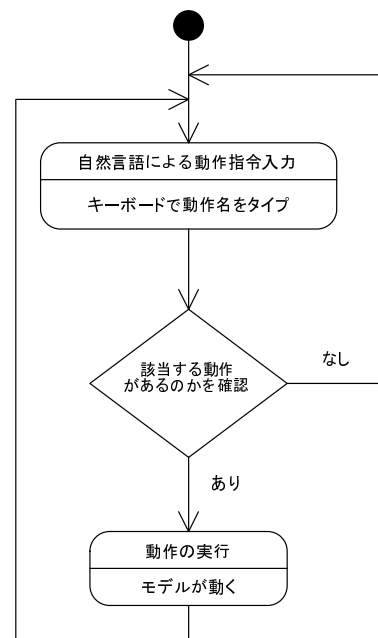 自然言語による動作指令入力
キーボードで動作名をタイプ
該当する動作
があるのかを確認
なし
あり
動作の実行
モデルが動く